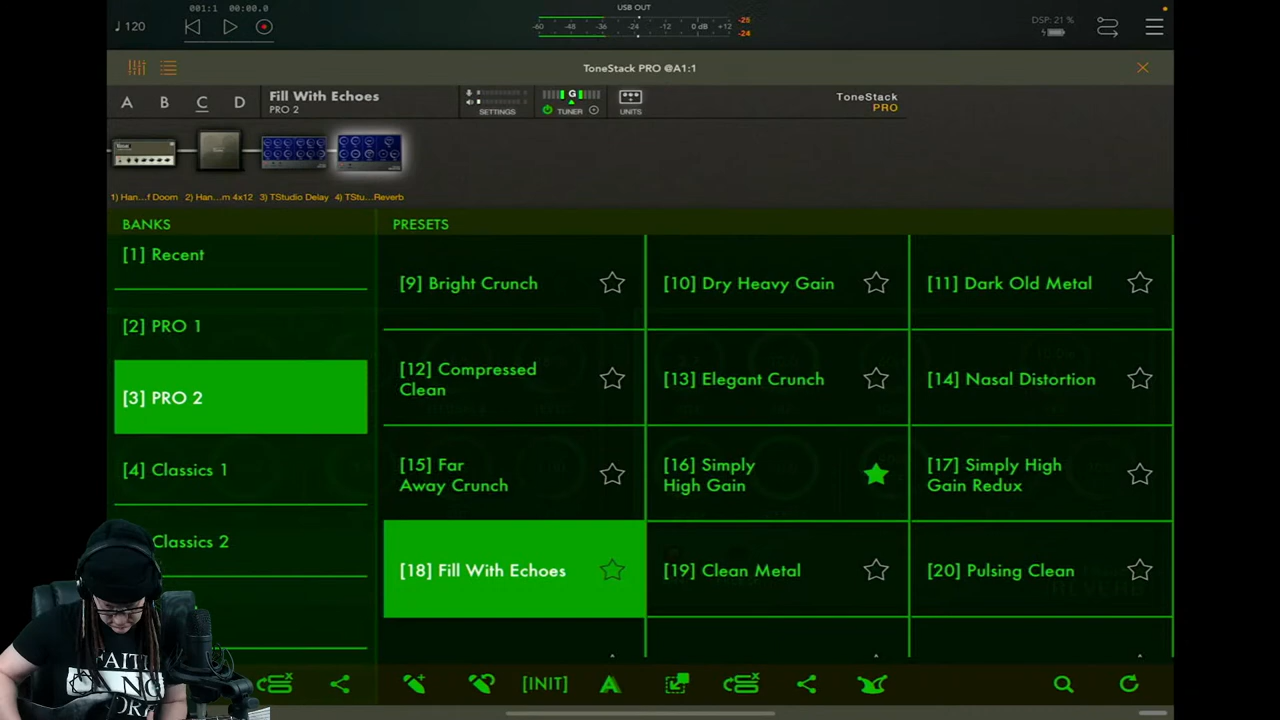 USB OUT
001:1 00:00.0
120
-60 -48 -36 -24 -12 0 dB +12
-25
-24
DSP: 21 %
ToneStack PRO @A1:1
A B C D
Fill With Echoes
PRO 2
SETTINGS
G
TUNER
UNITS
ToneStack
PRO
1) Han...f Doom 2) Han...m 4x12 3) TStudio Delay 4) TStu...Reverb
BANKS
PRESETS
[1] Recent
[2] PRO 1
[3] PRO 2
[4] Classics 1
Classics 2
[9] Bright Crunch
[10] Dry Heavy Gain
[11] Dark Old Metal
[12] Compressed
Clean
[13] Elegant Crunch
[14] Nasal Distortion
[15] Far
Away Crunch
[16] Simply
High Gain
[17] Simply High
Gain Redux
[18] Fill With Echoes
[19] Clean Metal
[20] Pulsing Clean
[INIT]
FAITH